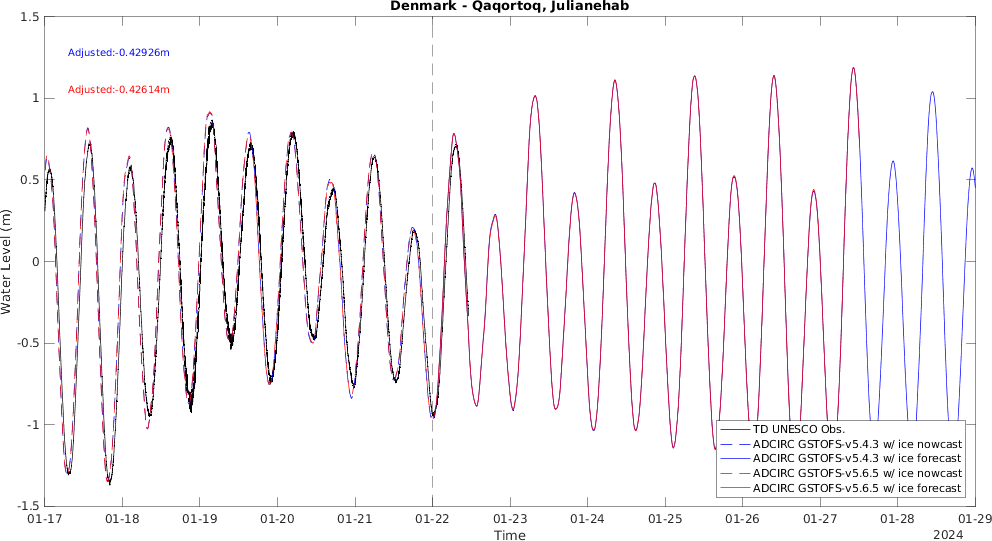 Denmark - Qaqortoq, Julianehab
Adjusted:-0.42926m
Adjusted:-0.42614m
Water Level (m)
1.5
1
0.5
0
-0.5
-1
-1.5
TD UNESCO Obs.
ADCIRC GSTOFS-v5.4.3 w/ ice nowcast
ADCIRC GSTOFS-v5.4.3 w/ ice forecast
ADCIRC GSTOFS-v5.6.5 w/ ice nowcast
ADCIRC GSTOFS-v5.6.5 w/ ice forecast
01-17 01-18 01-19 01-20 01-21 01-22 01-23 01-24 01-25 01-26 01-27 01-28 01-29
Time
2024